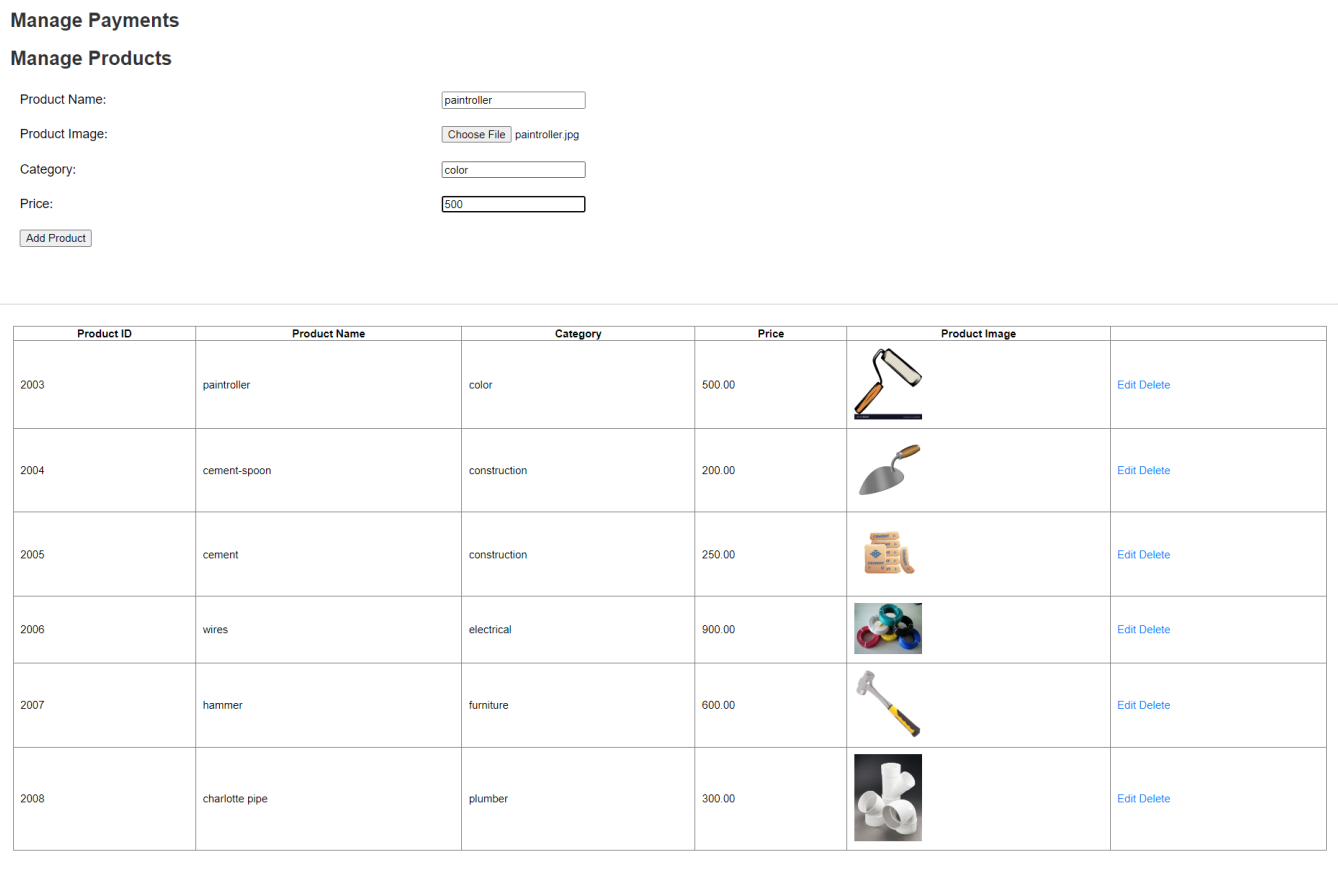 Manage Payments
Manage Products
Product Name: paintroller
Product Image: Choose File paintroller.jpg
Category: color
Price: 500
Add Product
Product ID Product Name Category Price Product Image
2003 paintroller color 500.00 Edit Delete
2004 cement-spoon construction 200.00 Edit Delete
2005 cement construction 250.00 Edit Delete
2006 wires electrical 900.00 Edit Delete
2007 hammer furniture 600.00 Edit Delete
2008 charlotte pipe plumber 300.00 Edit Delete